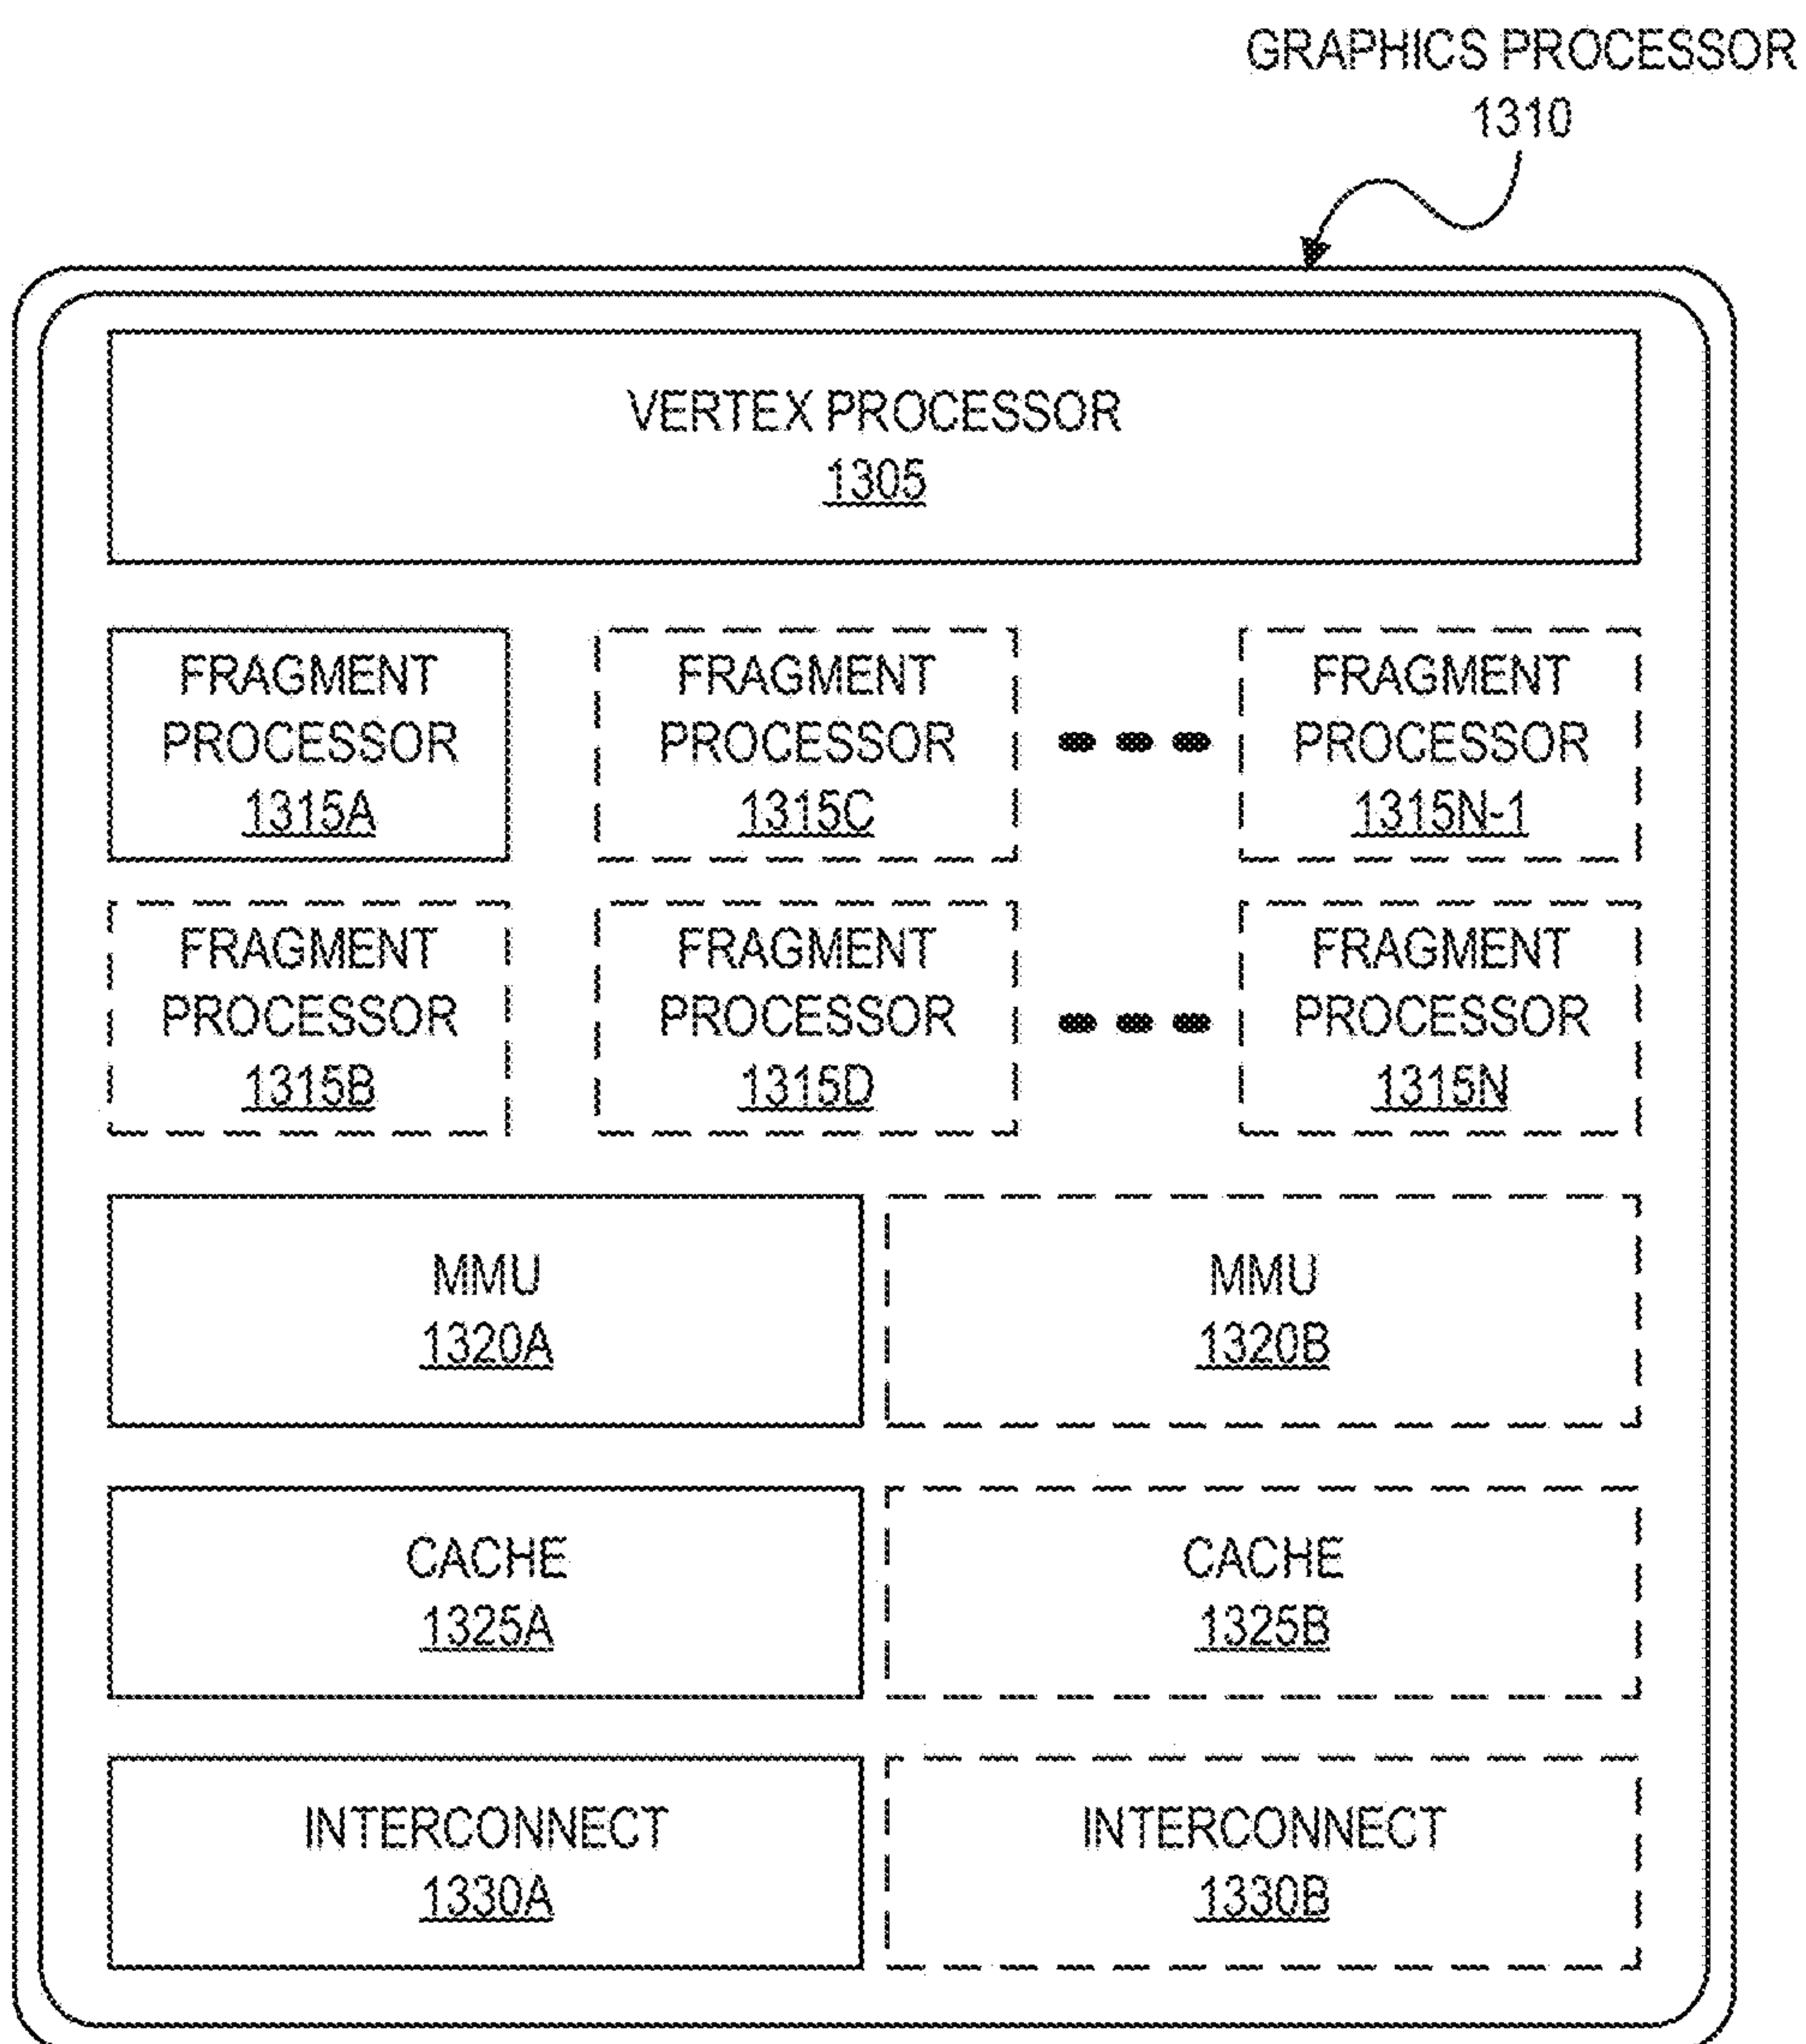 GRAPHICS PROCESSOR
1310
VERTEX PROCESSOR
1305
FRAGMENT
PROCESSOR
1315A
FRAGMENT
PROCESSOR
1315C
FRAGMENT
PROCESSOR
1315N-1
FRAGMENT
PROCESSOR
1315B
FRAGMENT
PROCESSOR
1315D
FRAGMENT
PROCESSOR
1315N
MMU
1320A
MMU
1320B
CACHE
1325A
CACHE
1325B
INTERCONNECT
1330A
INTERCONNECT
1330B